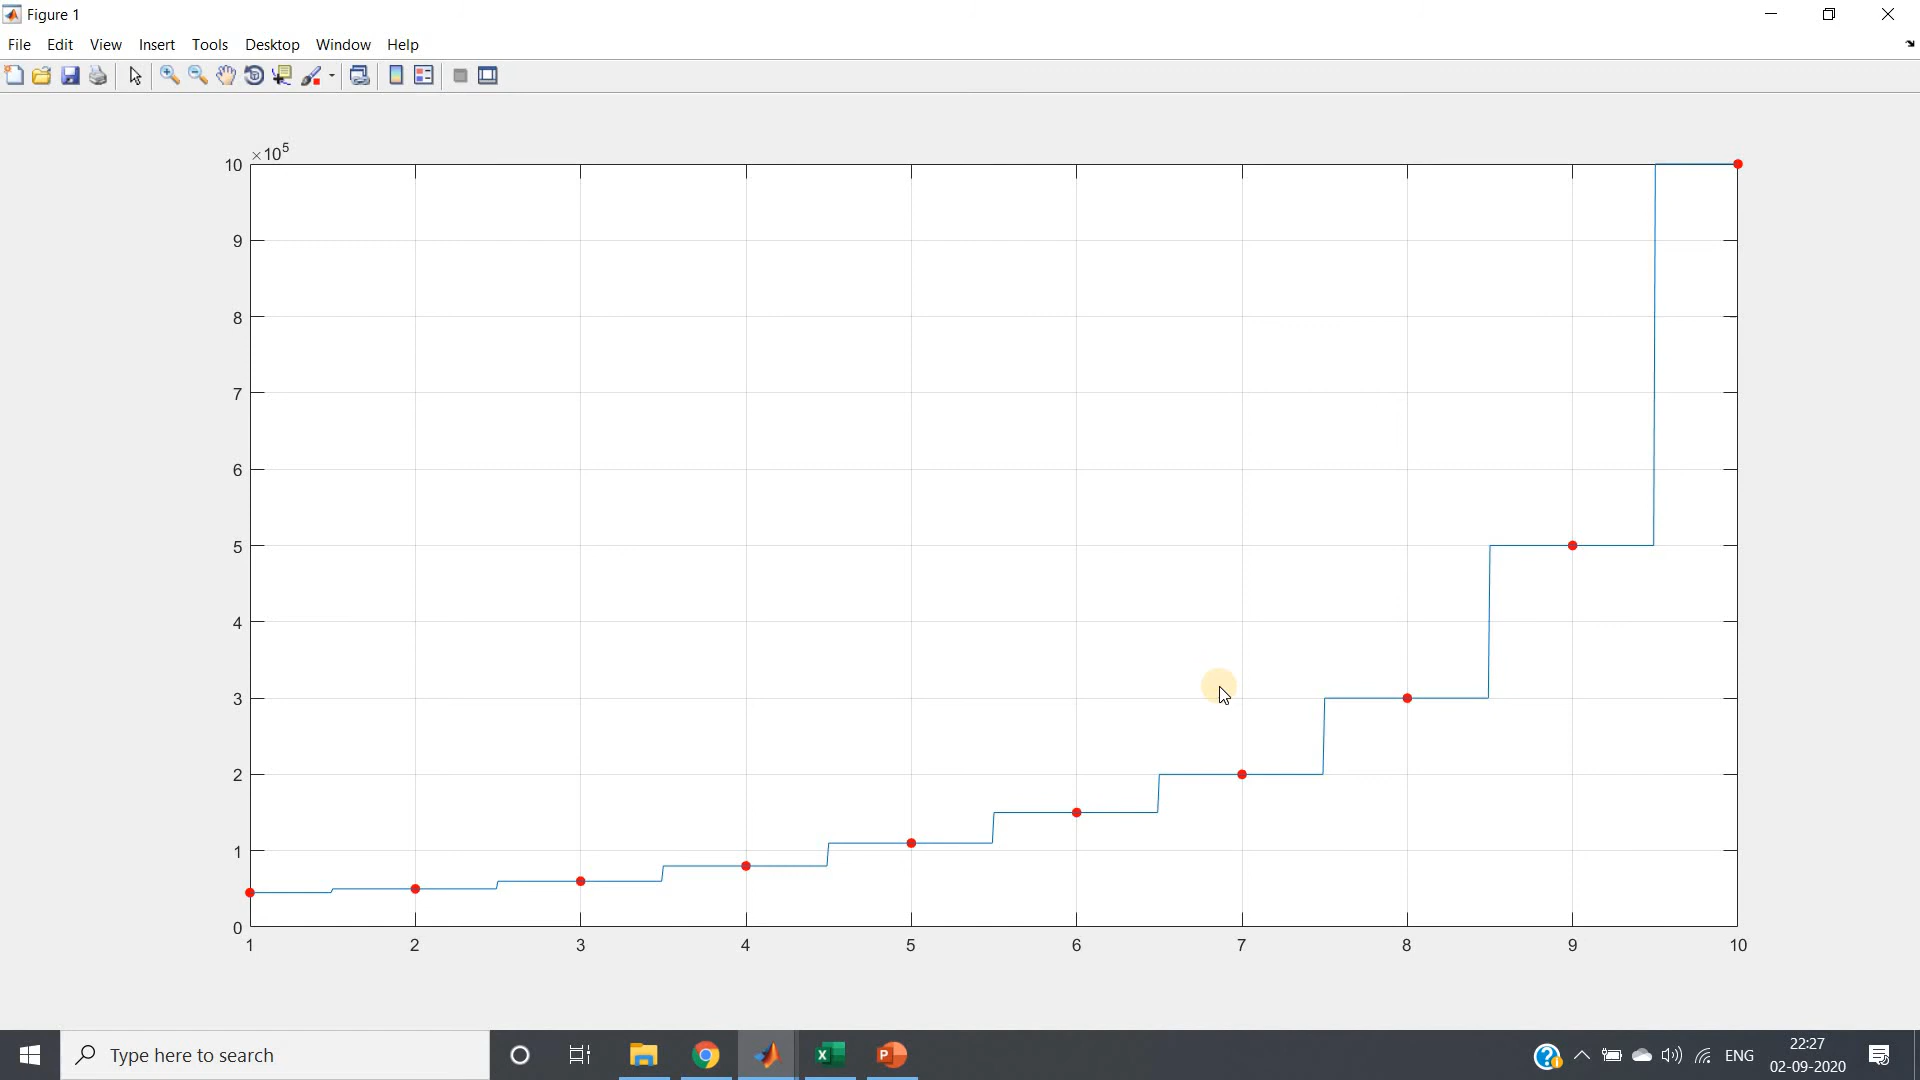 Figure 1
File Edit View Insert Tools Desktop Window Help
×10⁵
10
9
8
7
6
5
4
3
2
1
0
1 2 3 4 5 6 7 8 9 10
Type here to search
ENG
22:27
02-09-2020